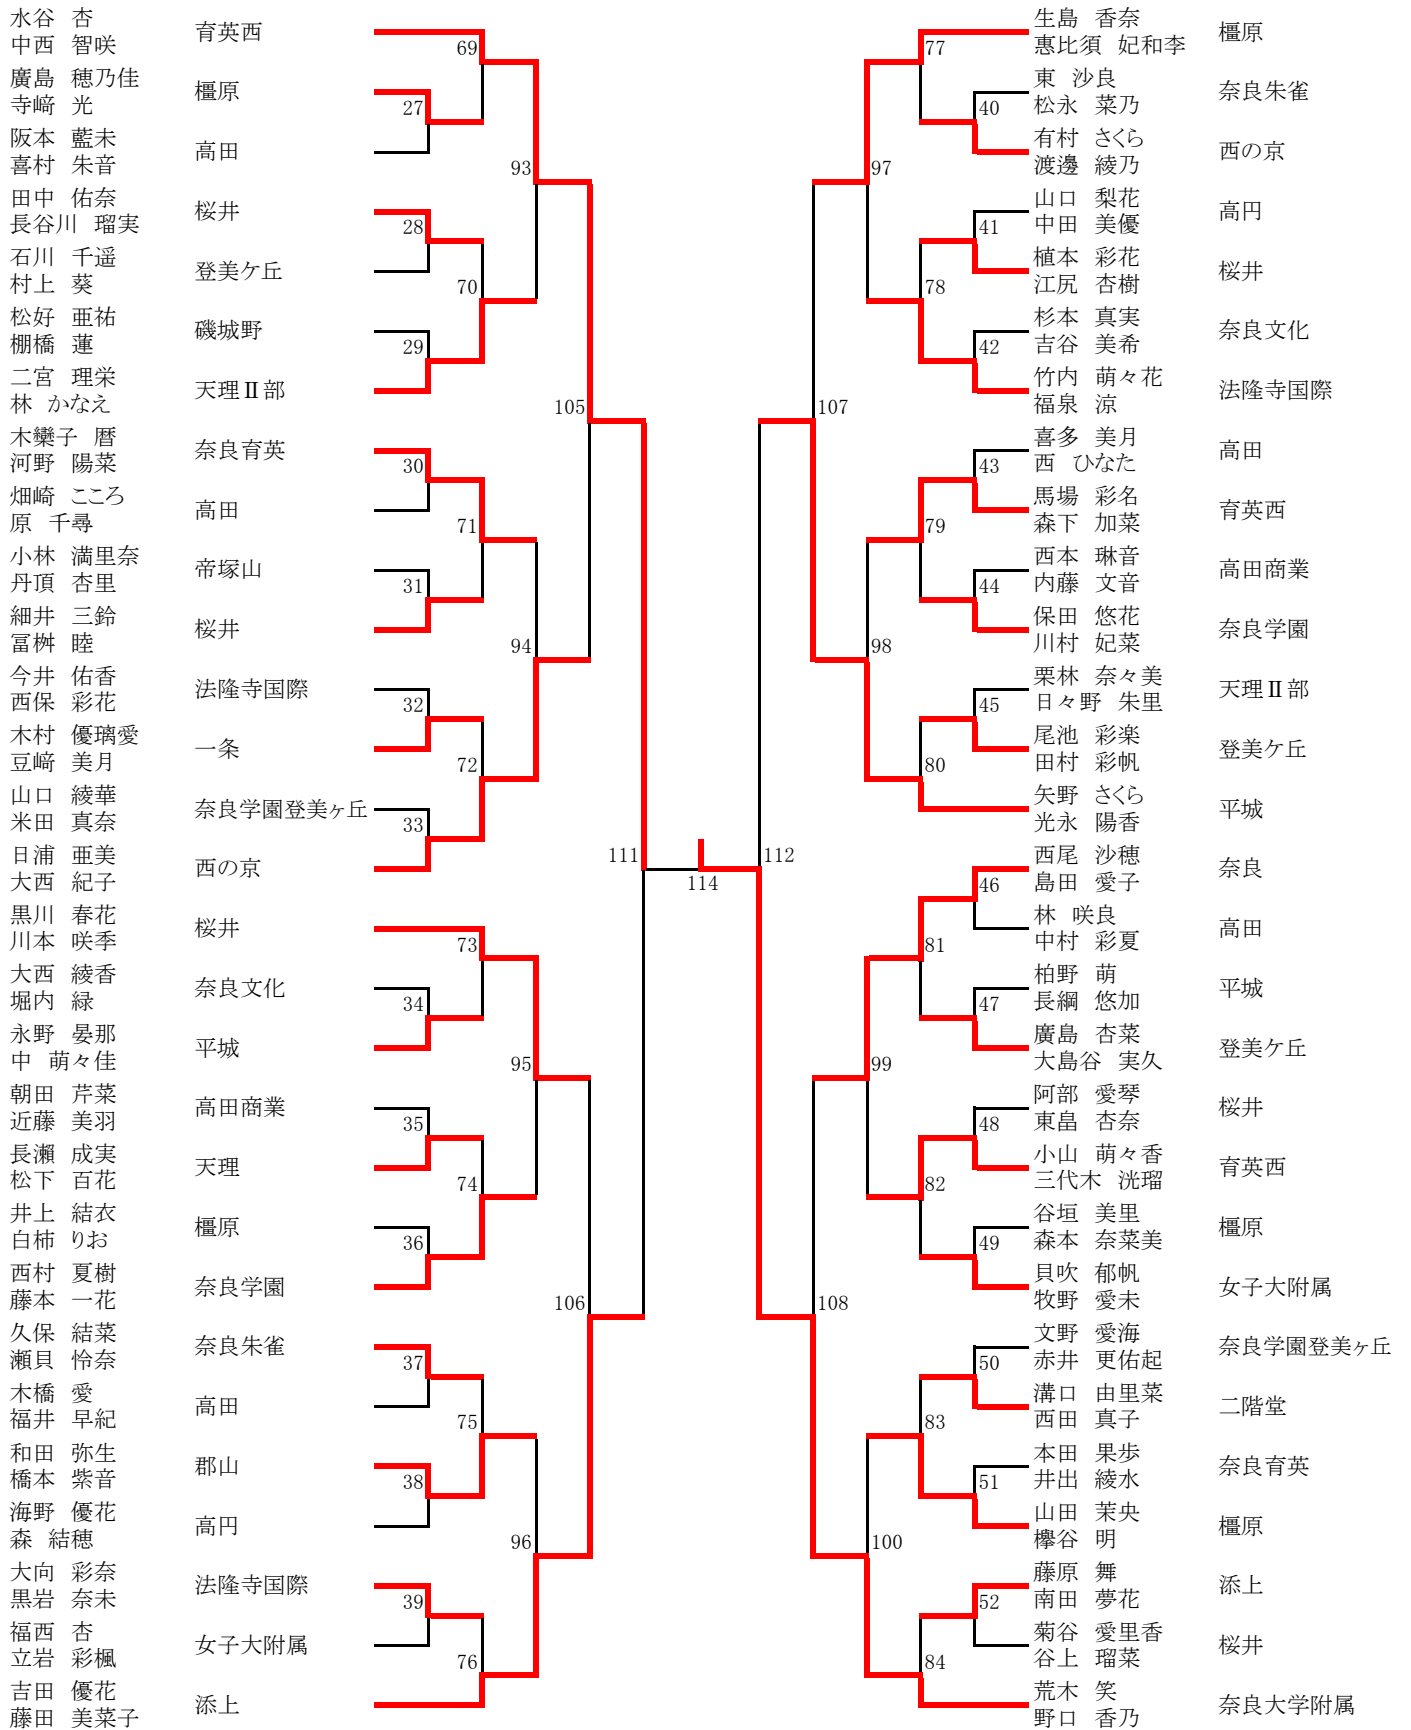 水谷 杏
中西 智咲
育英西
69
廣島 穂乃佳
寺﨑 光
橿原
27
阪本 藍未
喜村 朱音
高田
93
田中 佑奈
長谷川 瑠実
桜井
28
石川 千遥
村上 葵
登美ケ丘
70
松好 亜祐
棚橋 蓮
磯城野
29
二宮 理栄
林 かなえ
天理Ⅱ部
105
木欒子 暦
河野 陽菜
奈良育英
30
畑崎 こころ
原 千尋
高田
71
小林 満里奈
丹頂 杏里
帝塚山
31
細井 三鈴
冨桝 睦
桜井
94
今井 佑香
西保 彩花
法隆寺国際
32
木村 優璃愛
豆﨑 美月
一条
72
山口 綾華
米田 真奈
奈良学園登美ヶ丘
33
日浦 亜美
大西 紀子
西の京
111
黒川 春花
川本 咲季
桜井
73
大西 綾香
堀内 緑
奈良文化
34
永野 晏那
中 萌々佳
平城
95
朝田 芹菜
近藤 美羽
高田商業
35
長瀬 成実
松下 百花
天理
74
井上 結衣
白柿 りお
橿原
36
西村 夏樹
藤本 一花
奈良学園
106
久保 結菜
瀬貝 怜奈
奈良朱雀
37
木橋 愛
福井 早紀
高田
75
和田 弥生
橋本 紫音
郡山
38
海野 優花
森 結穂
高円
96
大向 彩奈
黒岩 奈未
法隆寺国際
39
福西 杏
立岩 彩楓
女子大附属
76
吉田 優花
藤田 美菜子
添上
114
生島 香奈
惠比須 妃和李
橿原
77
東 沙良
松永 菜乃
奈良朱雀
40
有村 さくら
渡邊 綾乃
西の京
97
山口 梨花
中田 美優
高円
41
植本 彩花
江尻 杏樹
桜井
78
杉本 真実
吉谷 美希
奈良文化
42
竹内 萌々花
福泉 涼
法隆寺国際
107
喜多 美月
西 ひなた
高田
43
馬場 彩名
森下 加菜
育英西
79
西本 琳音
内藤 文音
高田商業
44
保田 悠花
川村 妃菜
奈良学園
98
栗林 奈々美
日々野 朱里
天理Ⅱ部
45
尾池 彩楽
田村 彩帆
登美ケ丘
80
矢野 さくら
光永 陽香
平城
112
西尾 沙穂
島田 愛子
奈良
46
林 咲良
中村 彩夏
高田
81
柏野 萌
長綱 悠加
平城
47
廣島 杏菜
大島谷 実久
登美ケ丘
99
阿部 愛琴
東畠 杏奈
桜井
48
小山 萌々香
三代木 洸瑠
育英西
82
谷垣 美里
森本 奈菜美
橿原
49
貝吹 郁帆
牧野 愛未
女子大附属
108
文野 愛海
赤井 更佑起
奈良学園登美ヶ丘
50
溝口 由里菜
西田 真子
二階堂
83
本田 果歩
井出 綾水
奈良育英
51
山田 茉央
欅谷 明
橿原
100
藤原 舞
南田 夢花
添上
52
菊谷 愛里香
谷上 瑠菜
桜井
84
荒木 笑
野口 香乃
奈良大学附属